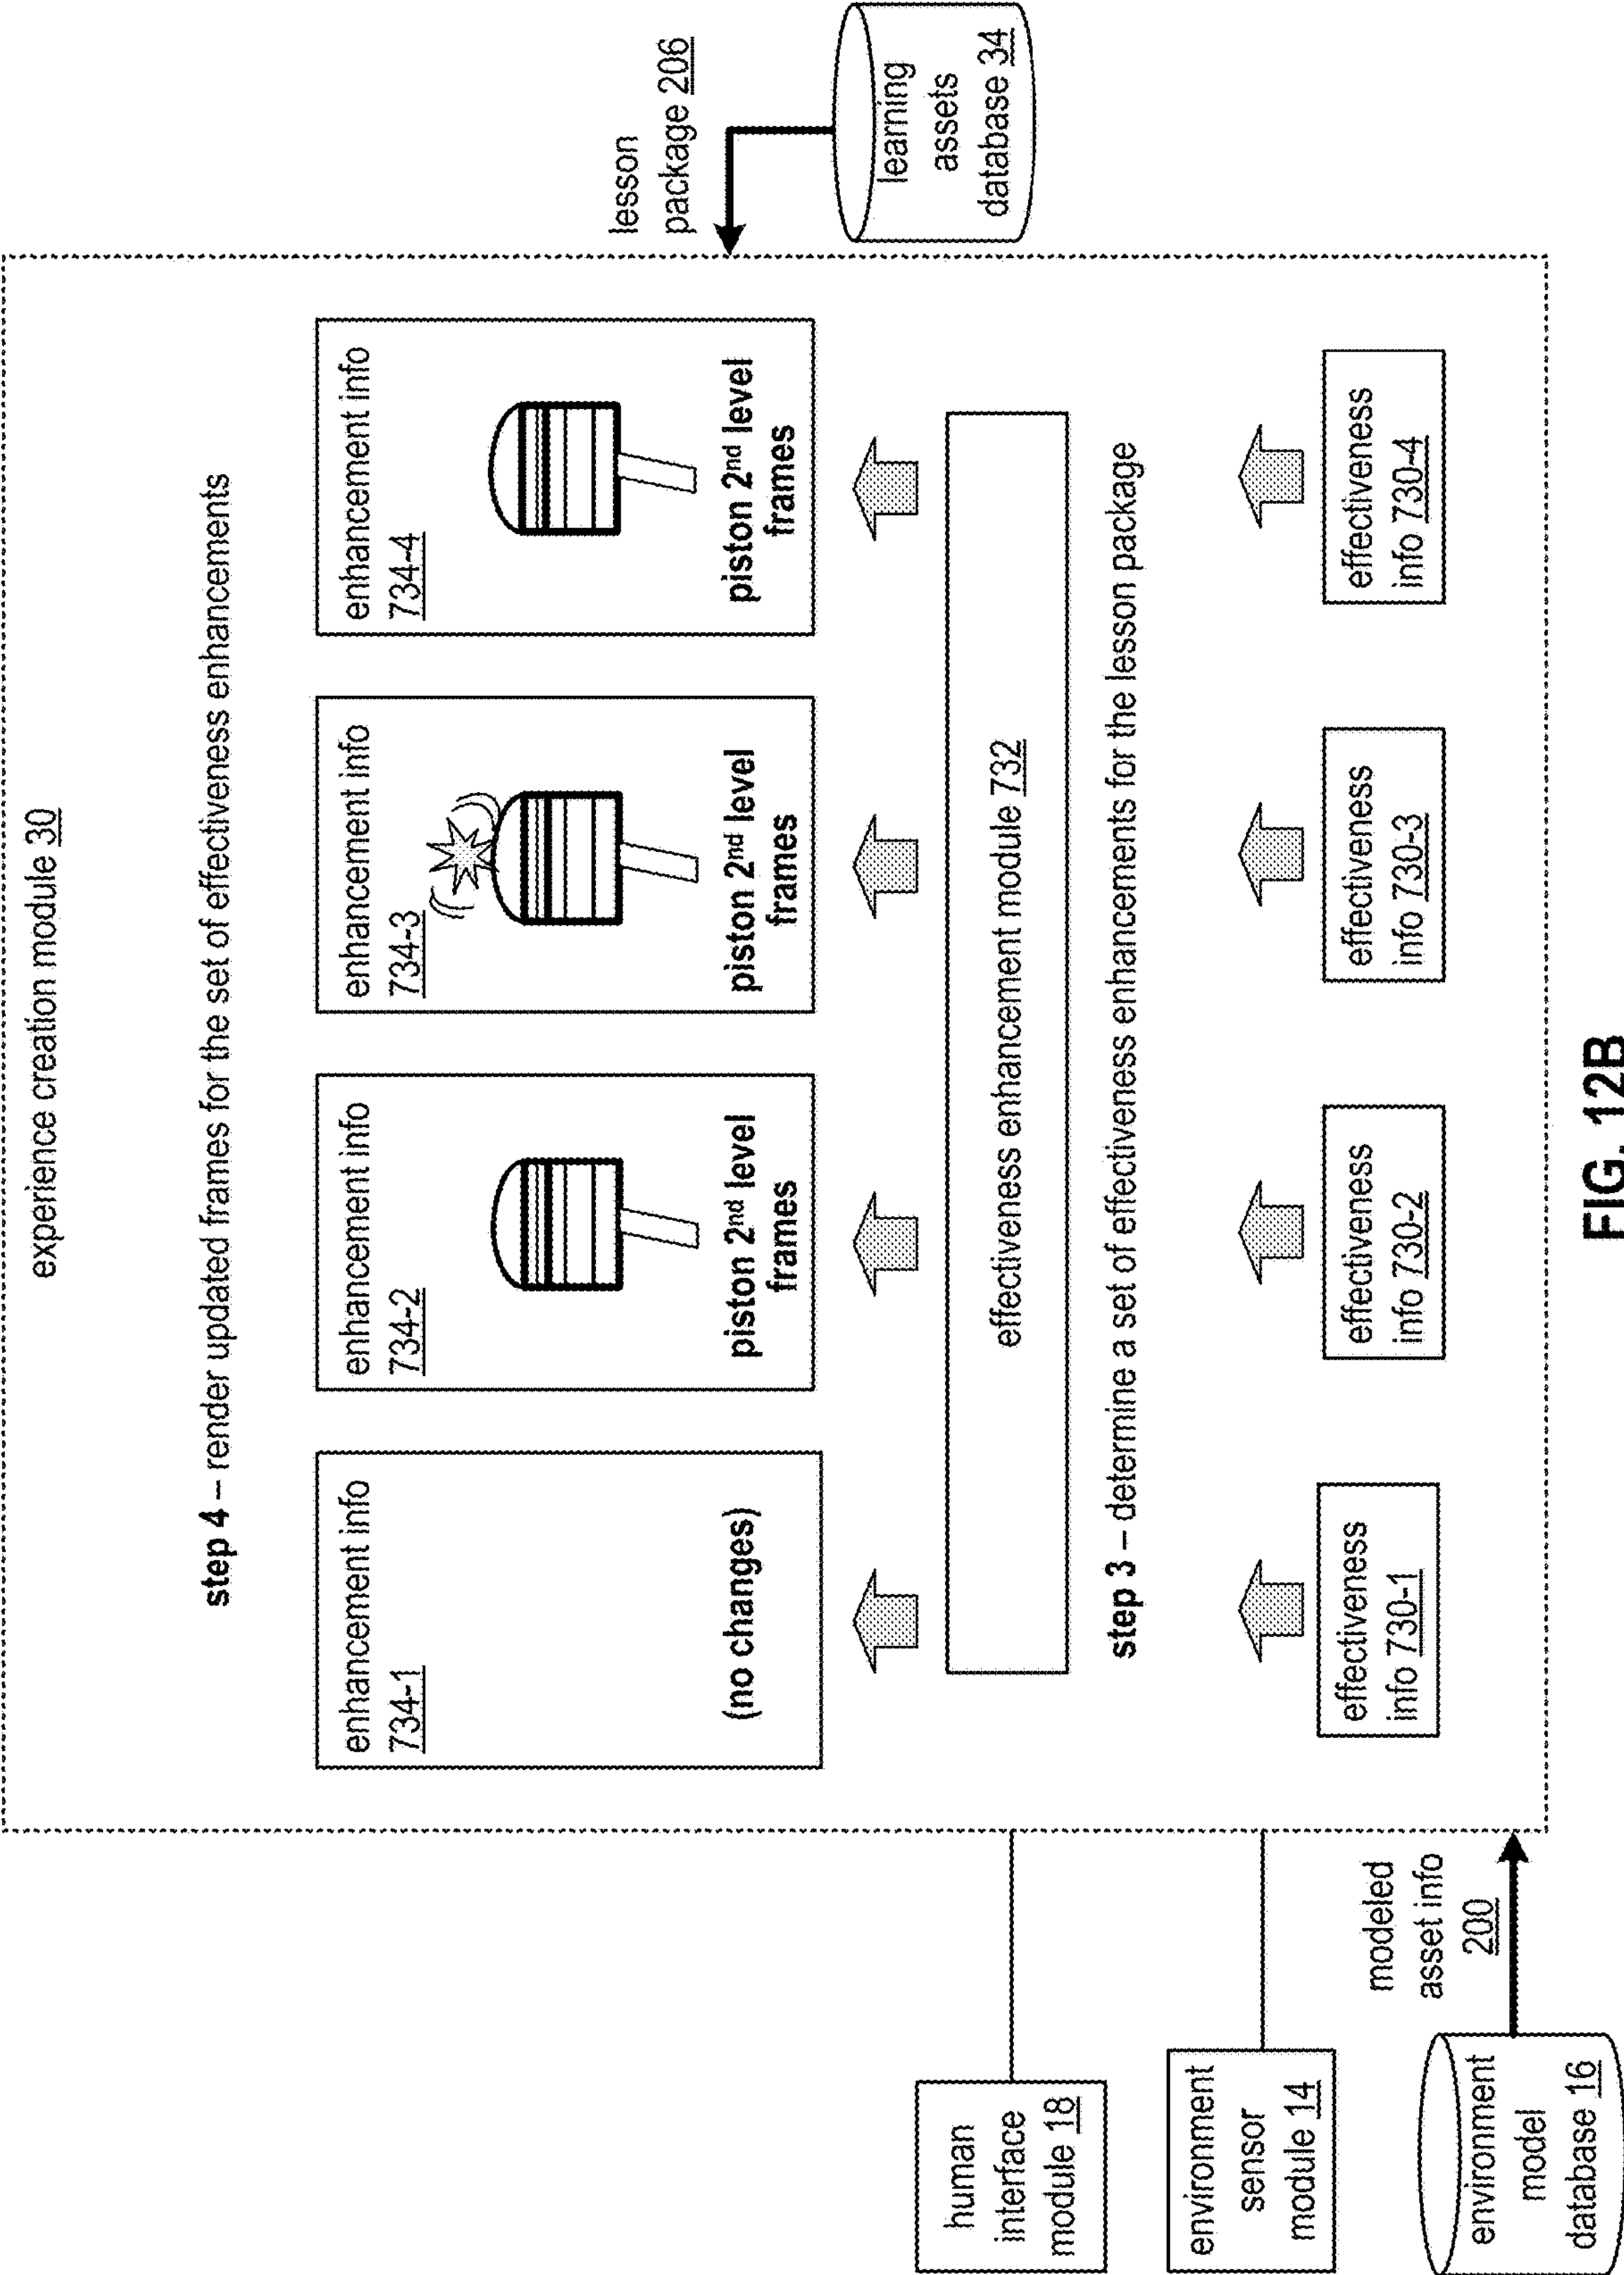 experience creation module 30
step 4 – render updated frames for the set of effectiveness enhancements
enhancement info
734-1
(no changes)
enhancement info
734-2
piston 2nd level
frames
enhancement info
734-3
piston 2nd level
frames
enhancement info
734-4
piston 2nd level
frames
effectiveness enhancement module 732
step 3 – determine a set of effectiveness enhancements for the lesson package
effectiveness
info 730-1
effectiveness
info 730-2
effectiveness
info 730-3
effectiveness
info 730-4
lesson
package 206
learning
assets
database 34
human
interface
module 18
environment
sensor
module 14
modeled
asset info
200
environment
model
database 16
FIG. 12B